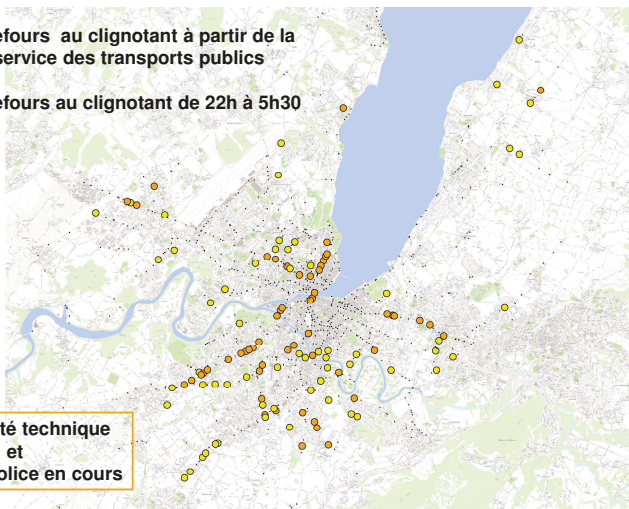 efours au clignotant à partir de la
service des transports publics
efours au clignotant de 22h à 5h30
té technique
et
olice en cours